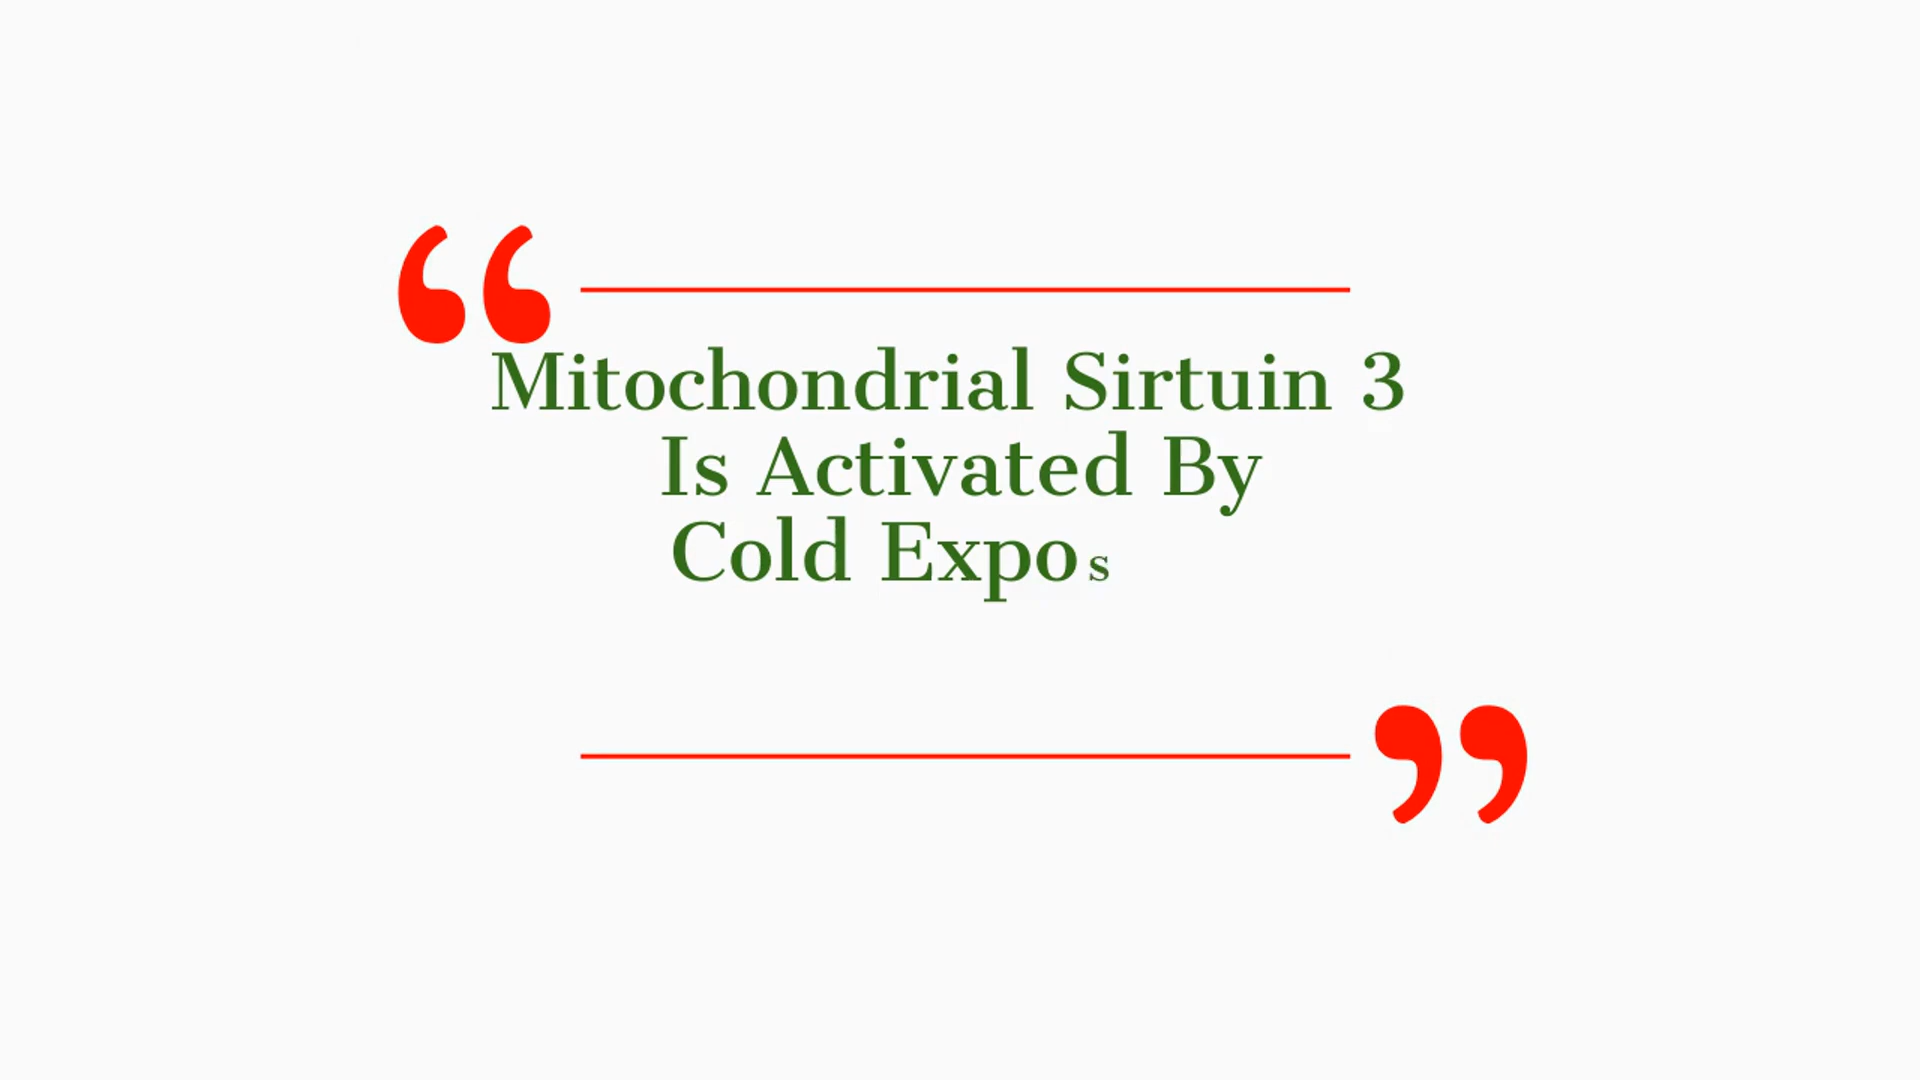 “
Mitochondrial Sirtuin 3
Is Activated By
Cold Expos
”